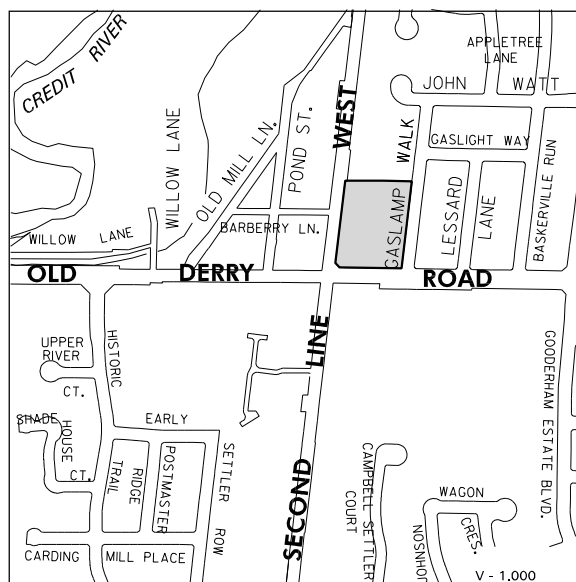 CREDIT RIVER
APPLETREE
LANE
JOHN WATT
WILLOW LANE
OLD MILL LN.
POND ST.
WEST
GASLAMP WALK
GASLIGHT WAY
LESSARD
LANE
BASKERVILLE RUN
WILLOW LANE
BARBERRY LN.
OLD DERRY ROAD
UPPER
RIVER
CT.
HISTORIC
TRAIL
SECOND LINE
GOODERHAM ESTATE BLVD.
SHADE
HOUSE
CT.
EARLY
SETTLER
ROW
RIDGE
POSTMASTER
CAMPBELL SETTLER
COURT
WAGON
CRES.
JOHNSON
CARDING MILL PLACE
V - 1.000